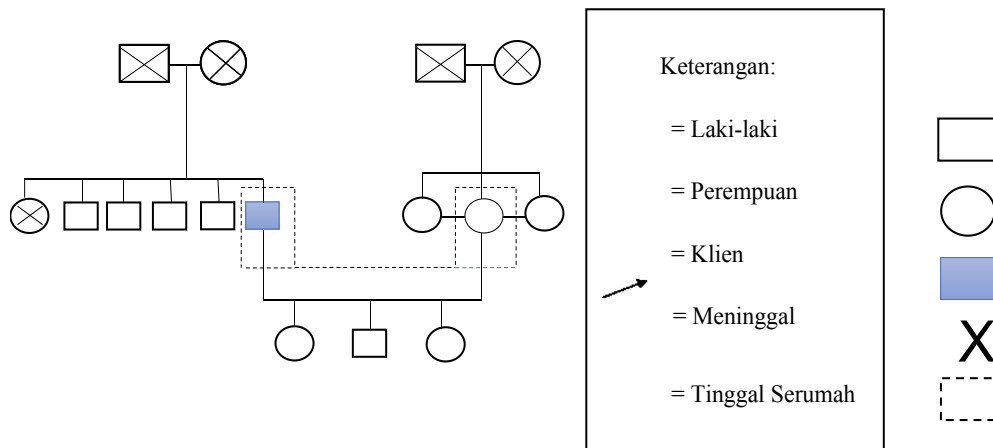 Keterangan:
= Laki-laki
= Perempuan
= Klien
= Meninggal
X
= Tinggal Serumah